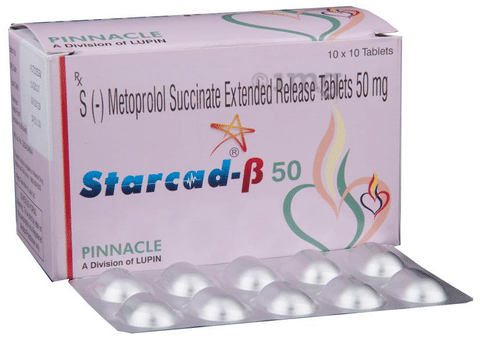 PINNACLE
A Division of LUPIN
10 x 10 Tablets
Rx
S (-) Metoprolol Succinate Extended Release Tablets 50 mg
®
Starcad-β 50
PINNACLE
A Division of LUPIN